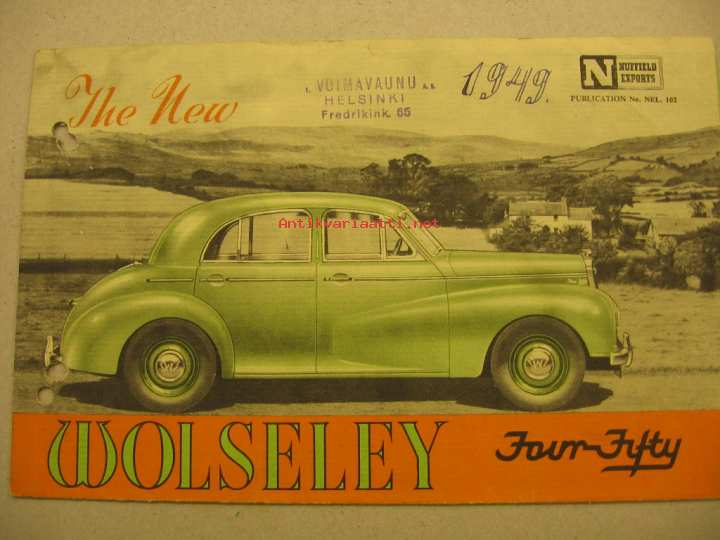 The New
O.Y. VOIMAVAUNU A.B.
HELSINKI
Fredrikink. 65
1949.
N NUFFIELD
EXPORTS
PUBLICATION No. NEL. 102
Antikvariaatti.net
WOLSELEY Four-Fifty